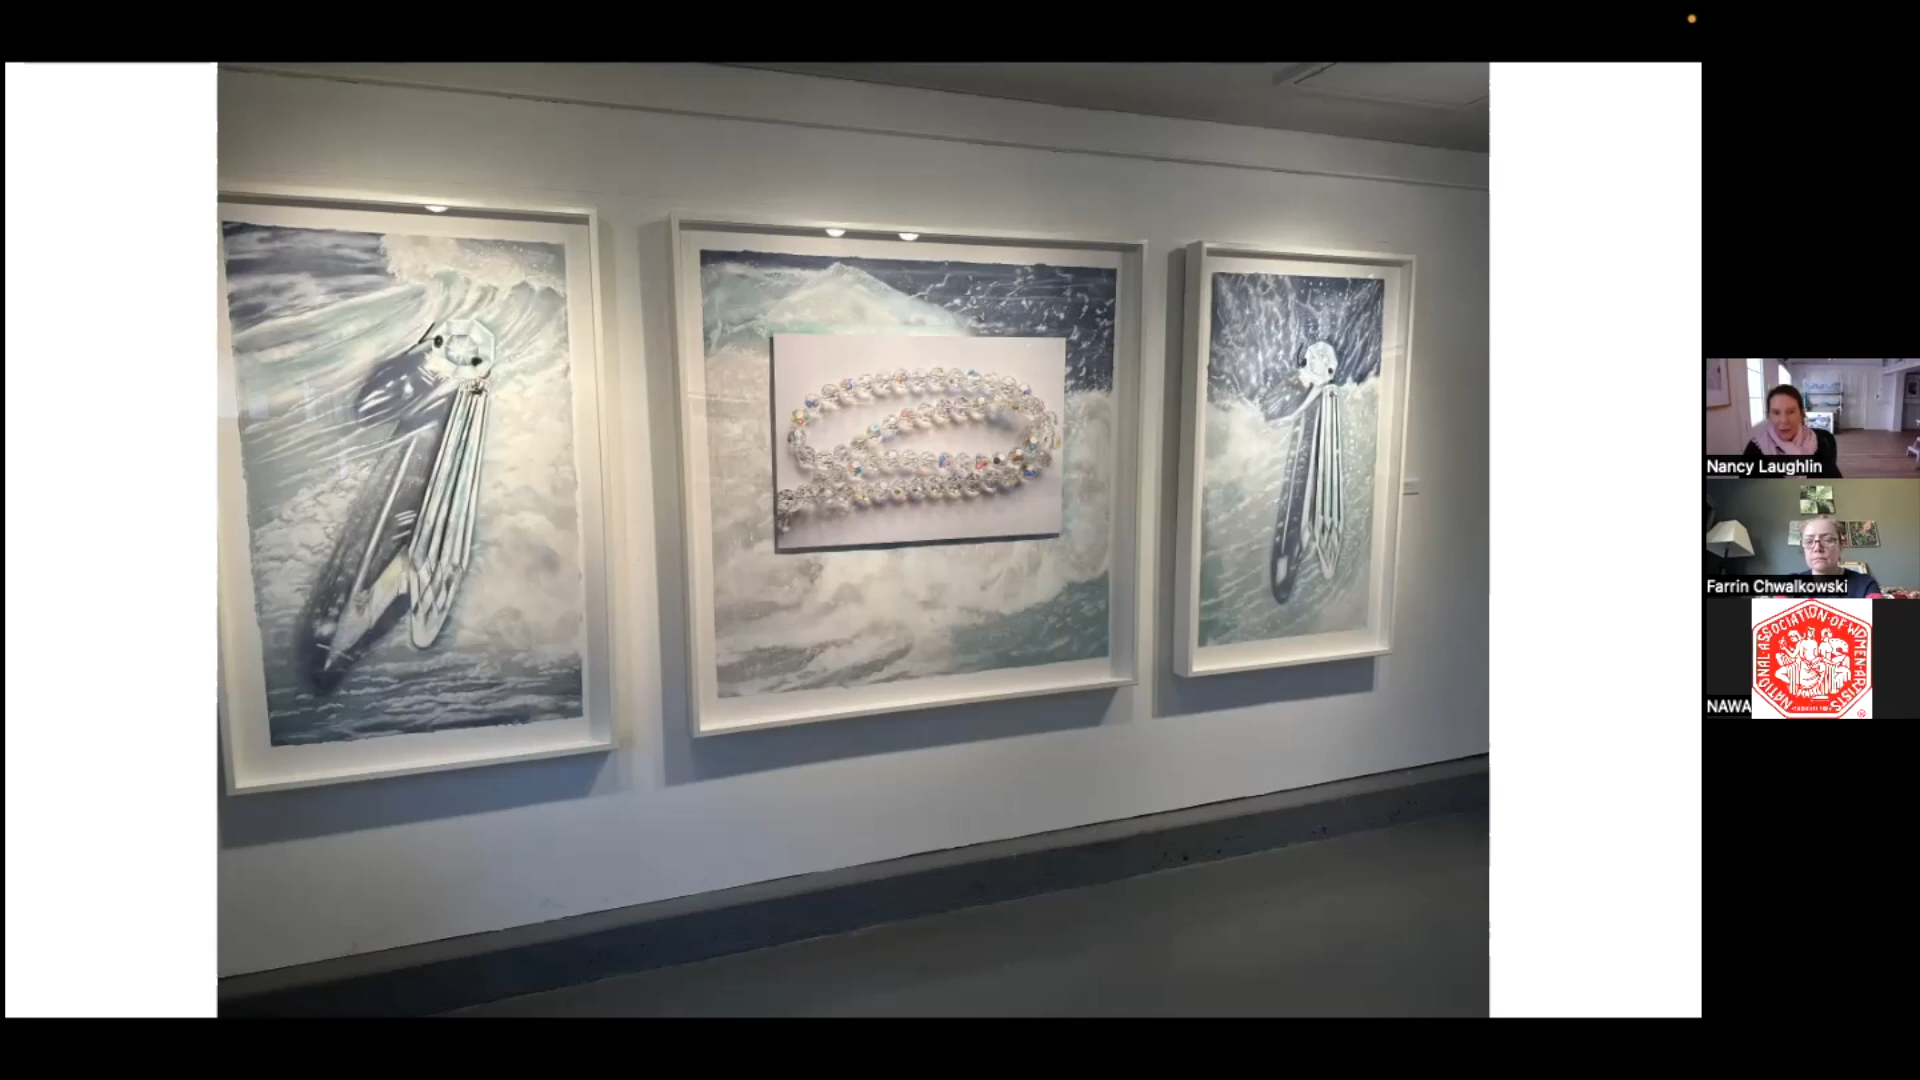 Nancy Laughlin
Farrin Chwalkowski
NATIONAL·ASSOCIATION·OF·WOMEN·ARTISTS·
NAWA